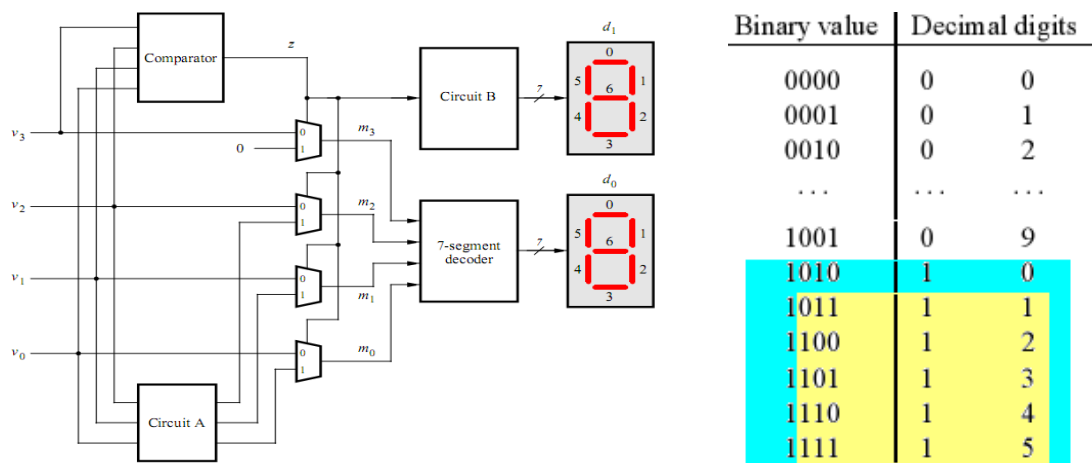 d1
0
5 1
6
4 2
3
Comparator
z
Circuit B
7
v3
0
1
0
m3
v2
0
1
m2
v1
0
1
m1
v0
0
1
m0
7-segment
decoder
7
d0
0
5 1
6
4 2
3
Circuit A
Binary value Decimal digits
0000 0 0
0001 0 1
0010 0 2
... ... ...
1001 0 9
1010 1 0
1011 1 1
1100 1 2
1101 1 3
1110 1 4
1111 1 5